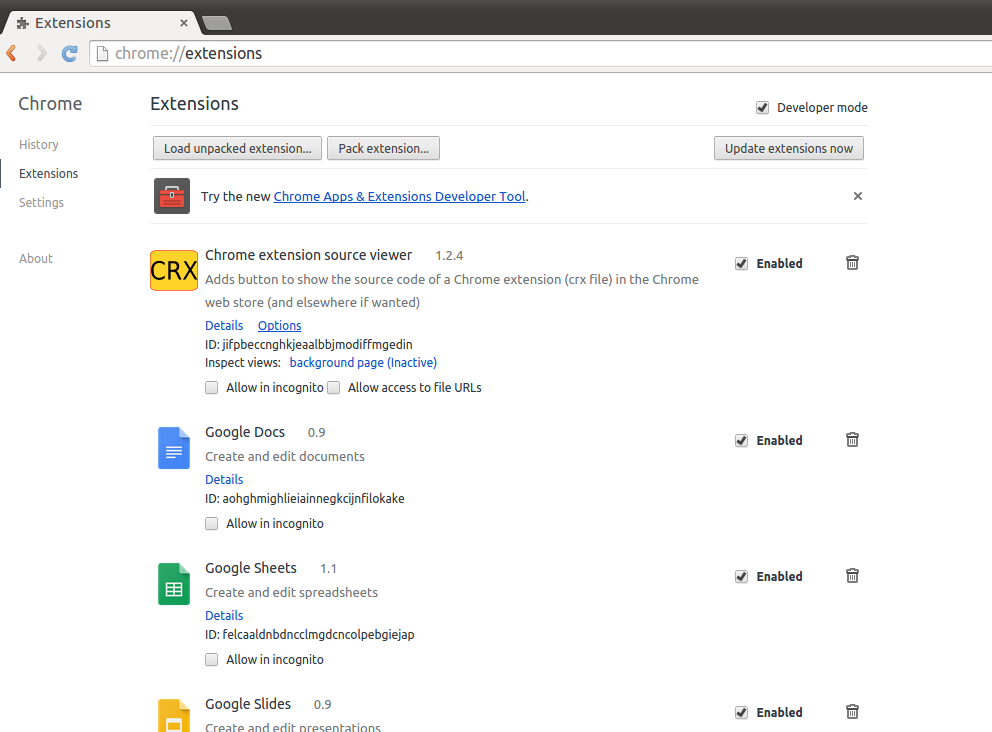 Extensions
chrome://extensions
Chrome
Extensions
Developer mode
History
Load unpacked extension...
Pack extension...
Update extensions now
Extensions
Settings
Try the new Chrome Apps & Extensions Developer Tool.
About
CRX
Chrome extension source viewer 1.2.4
Enabled
Adds button to show the source code of a Chrome extension (crx file) in the Chrome
web store (and elsewhere if wanted)
Details Options
ID: jifpbeccnghkjeaalbbjmodiffmgedin
Inspect views: background page (Inactive)
Allow in incognito Allow access to file URLs
Google Docs 0.9
Enabled
Create and edit documents
Details
ID: aohghmighlieiainnegkcijnfilokake
Allow in incognito
Google Sheets 1.1
Enabled
Create and edit spreadsheets
Details
ID: felcaaldnbdncclmgdcncolpebgiejap
Allow in incognito
Google Slides 0.9
Enabled
Create and edit presentations